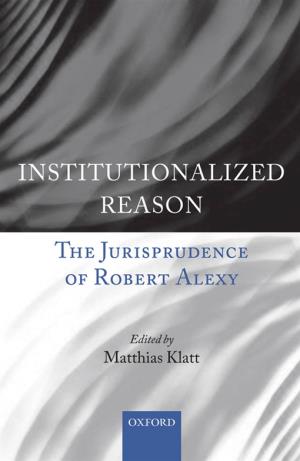 INSTITUTIONALIZED
REASON
THE JURISPRUDENCE
OF ROBERT ALEXY
Edited by
Matthias Klatt
OXFORD